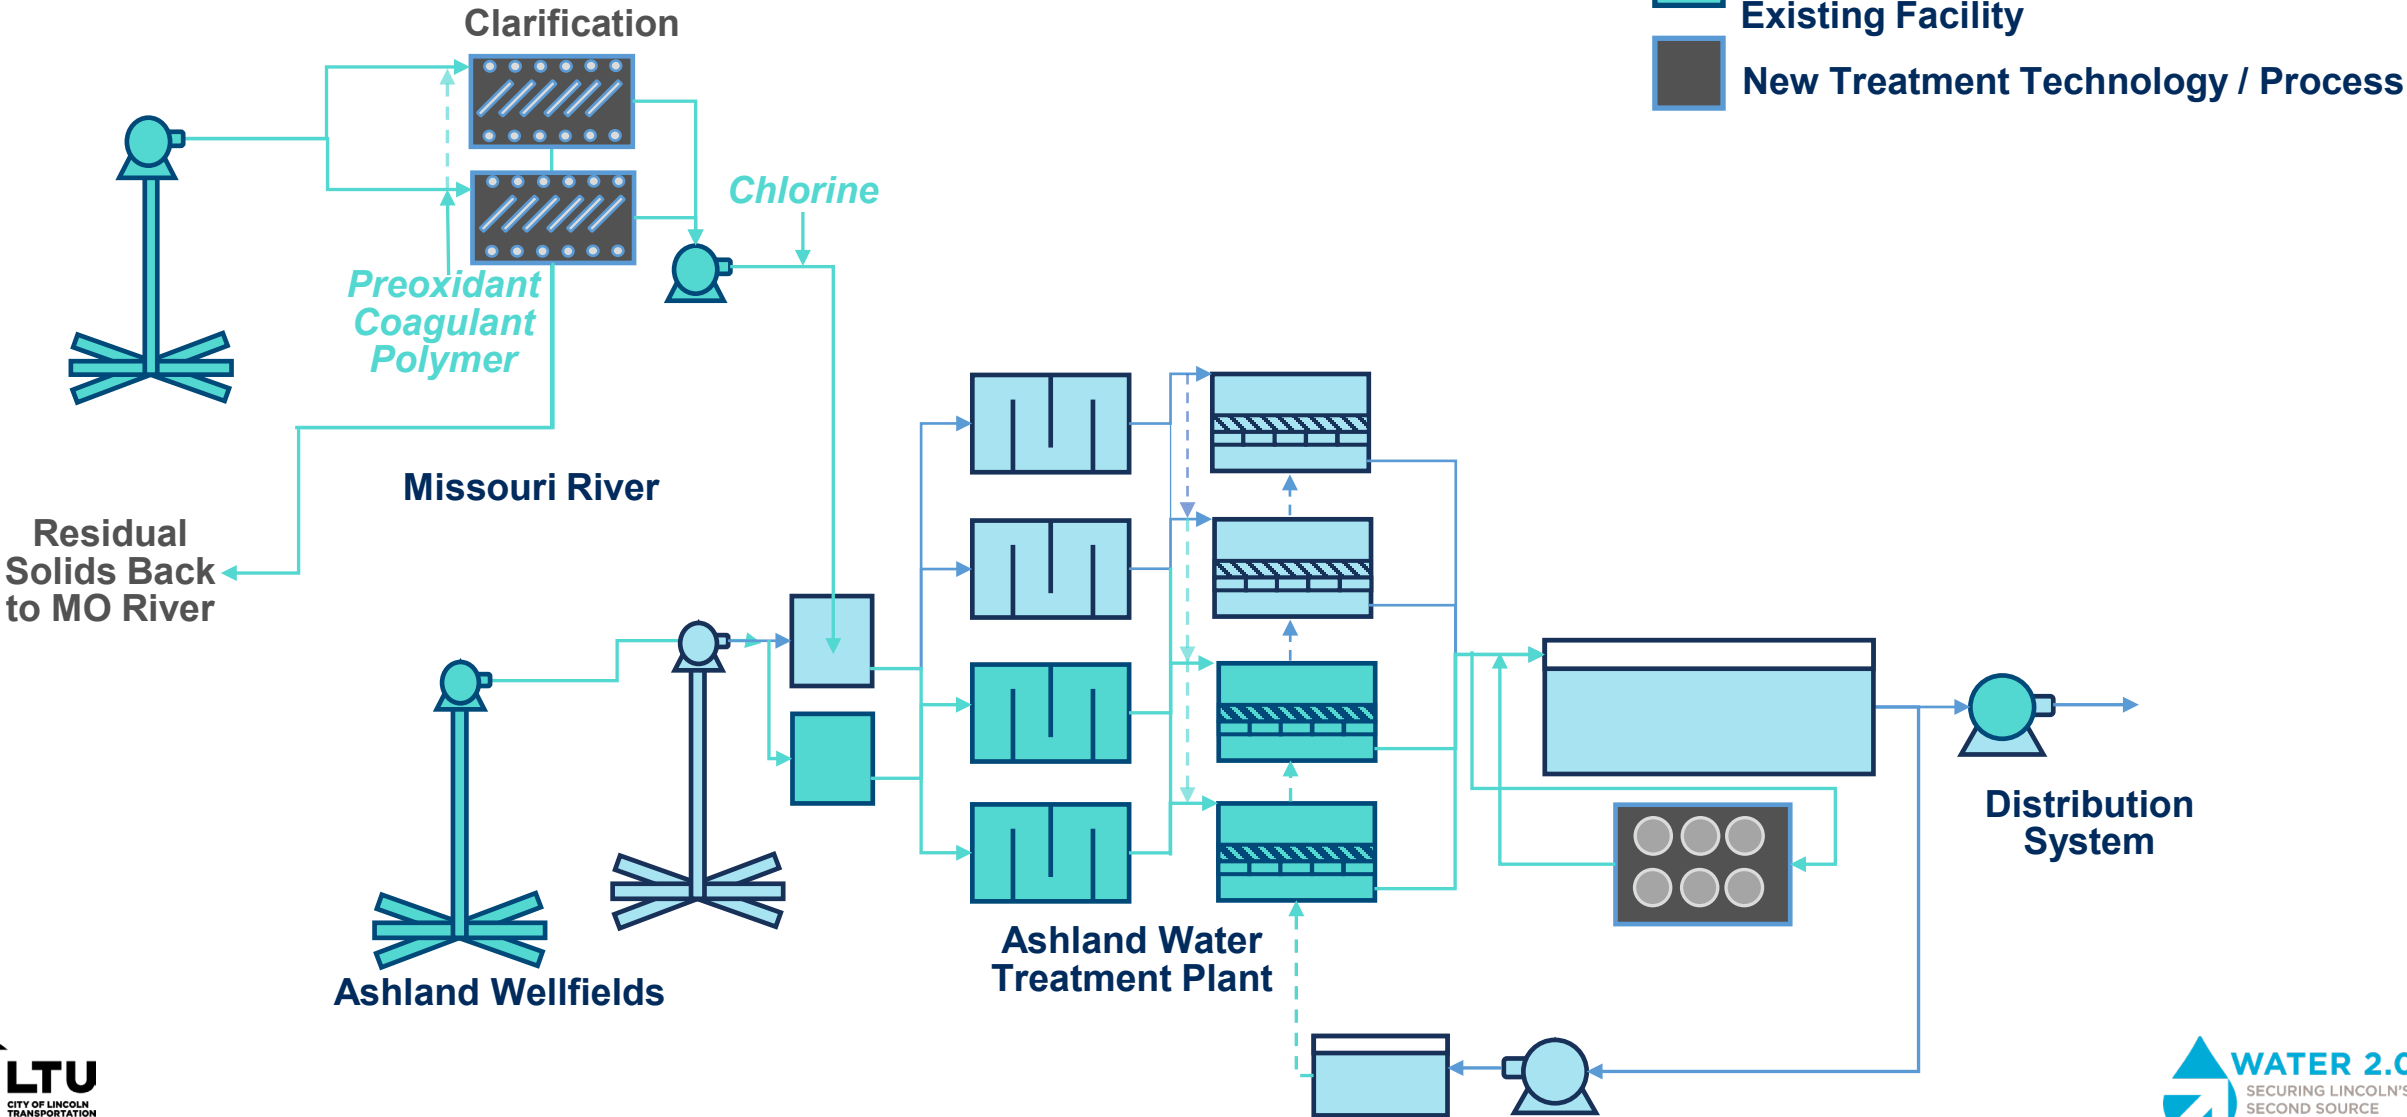 Clarification
Existing Facility
New Treatment Technology / Process
Chlorine
Preoxidant
Coagulant
Polymer
Missouri River
Residual
Solids Back
to MO River
Distribution
System
Ashland Water
Treatment Plant
Ashland Wellfields
LTU
CITY OF LINCOLN
TRANSPORTATION
WATER 2.0
SECURING LINCOLN'S
SECOND SOURCE